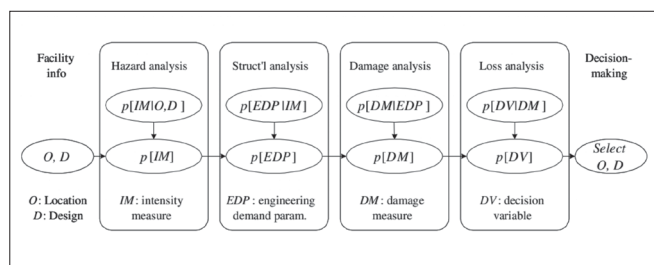 Facility info
Hazard analysis
Struct'l analysis
Damage analysis
Loss analysis
Decision-making
p[IM\O,D ]
p[EDP\IM]
p[DM\EDP ]
p[DV\DM]
O, D
p[IM]
p[EDP]
p[DM]
p[DV]
Select
O, D
O: Location
D: Design
IM : intensity
measure
EDP : engineering
demand param.
DM : damage
measure
DV : decision
variable